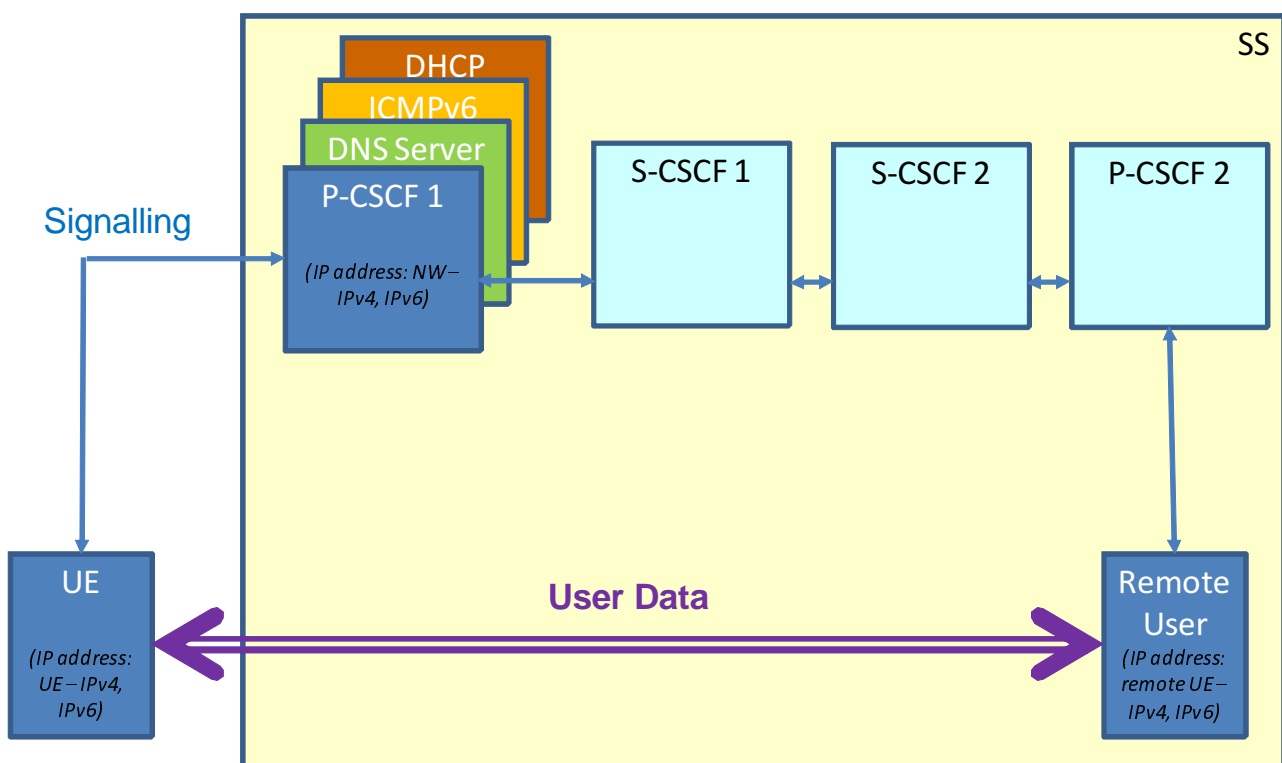 SS
DHCP
ICMPv6
DNS Server
P-CSCF 1
(IP address: NW–
IPv4, IPv6)
S-CSCF 1
S-CSCF 2
P-CSCF 2
Signalling
UE
(IP address:
UE–IPv4,
IPv6)
User Data
Remote
User
(IP address:
remote UE–
IPv4, IPv6)